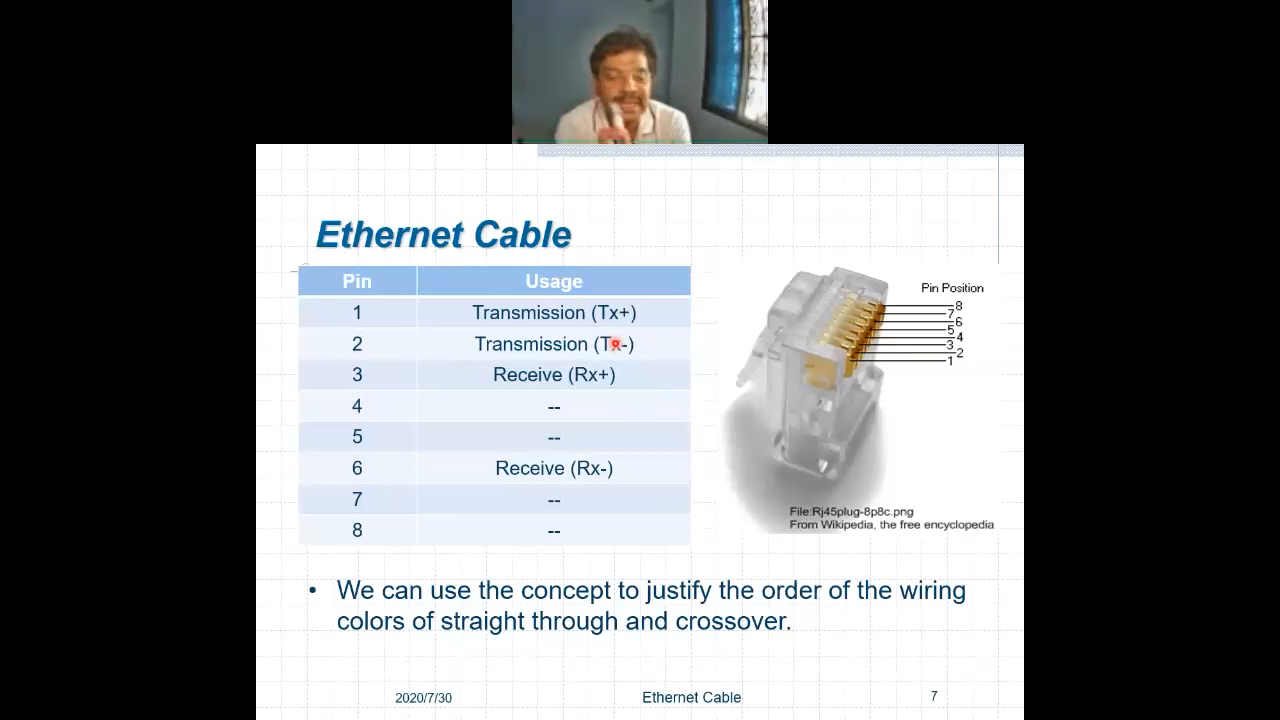 Ethernet Cable
Pin Usage
1 Transmission (Tx+)
2 Transmission (Tx-)
3 Receive (Rx+)
4 --
5 --
6 Receive (Rx-)
7 --
8 --
Pin Position
8
7
6
5
4
3
2
1
File:Rj45plug-8p8c.png
From Wikipedia, the free encyclopedia
• We can use the concept to justify the order of the wiring
colors of straight through and crossover.
2020/7/30 Ethernet Cable 7